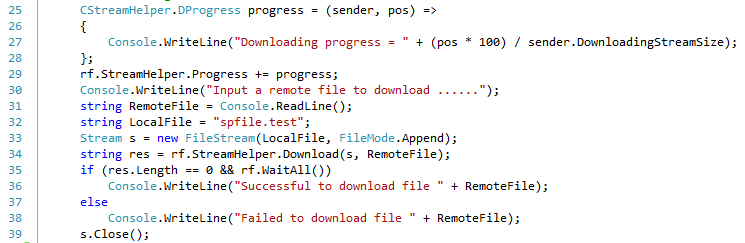 25 CStreamHelper.DProgress progress = (sender, pos) =>
26 {
27 Console.WriteLine("Downloading progress = " + (pos * 100) / sender.DownloadingStreamSize);
28 };
29 rf.StreamHelper.Progress += progress;
30 Console.WriteLine("Input a remote file to download ......");
31 string RemoteFile = Console.ReadLine();
32 string LocalFile = "spfile.test";
33 Stream s = new FileStream(LocalFile, FileMode.Append);
34 string res = rf.StreamHelper.Download(s, RemoteFile);
35 if (res.Length == 0 && rf.WaitAll())
36 Console.WriteLine("Successful to download file " + RemoteFile);
37 else
38 Console.WriteLine("Failed to download file " + RemoteFile);
39 s.Close();